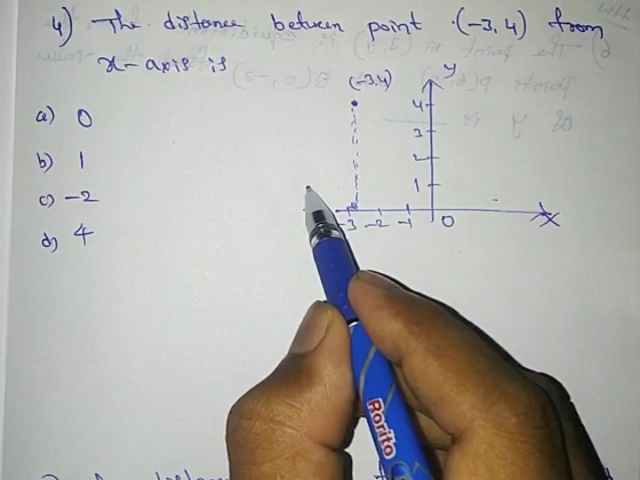 4) The distance between point (-3,4) from
x-axis is
a) 0
b) 1
c) -2
d) 4
(-3,4)
y
4
3
2
1
-3 -2 -1 0 X
Rorito